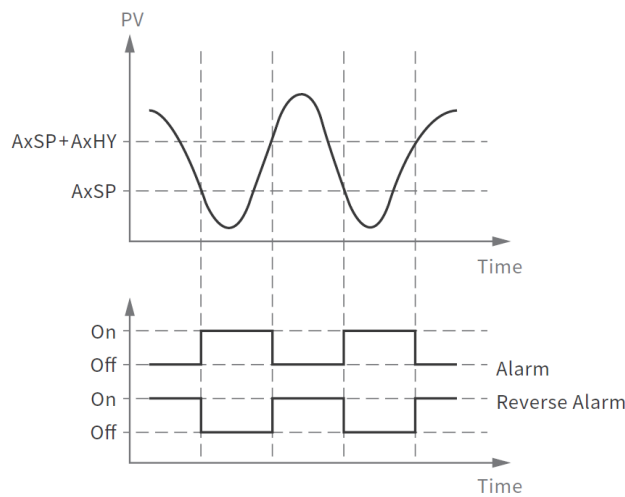 PV
AxSP+AxHY
AxSP
Time
On
Off
Alarm
On
Reverse Alarm
Off
Time